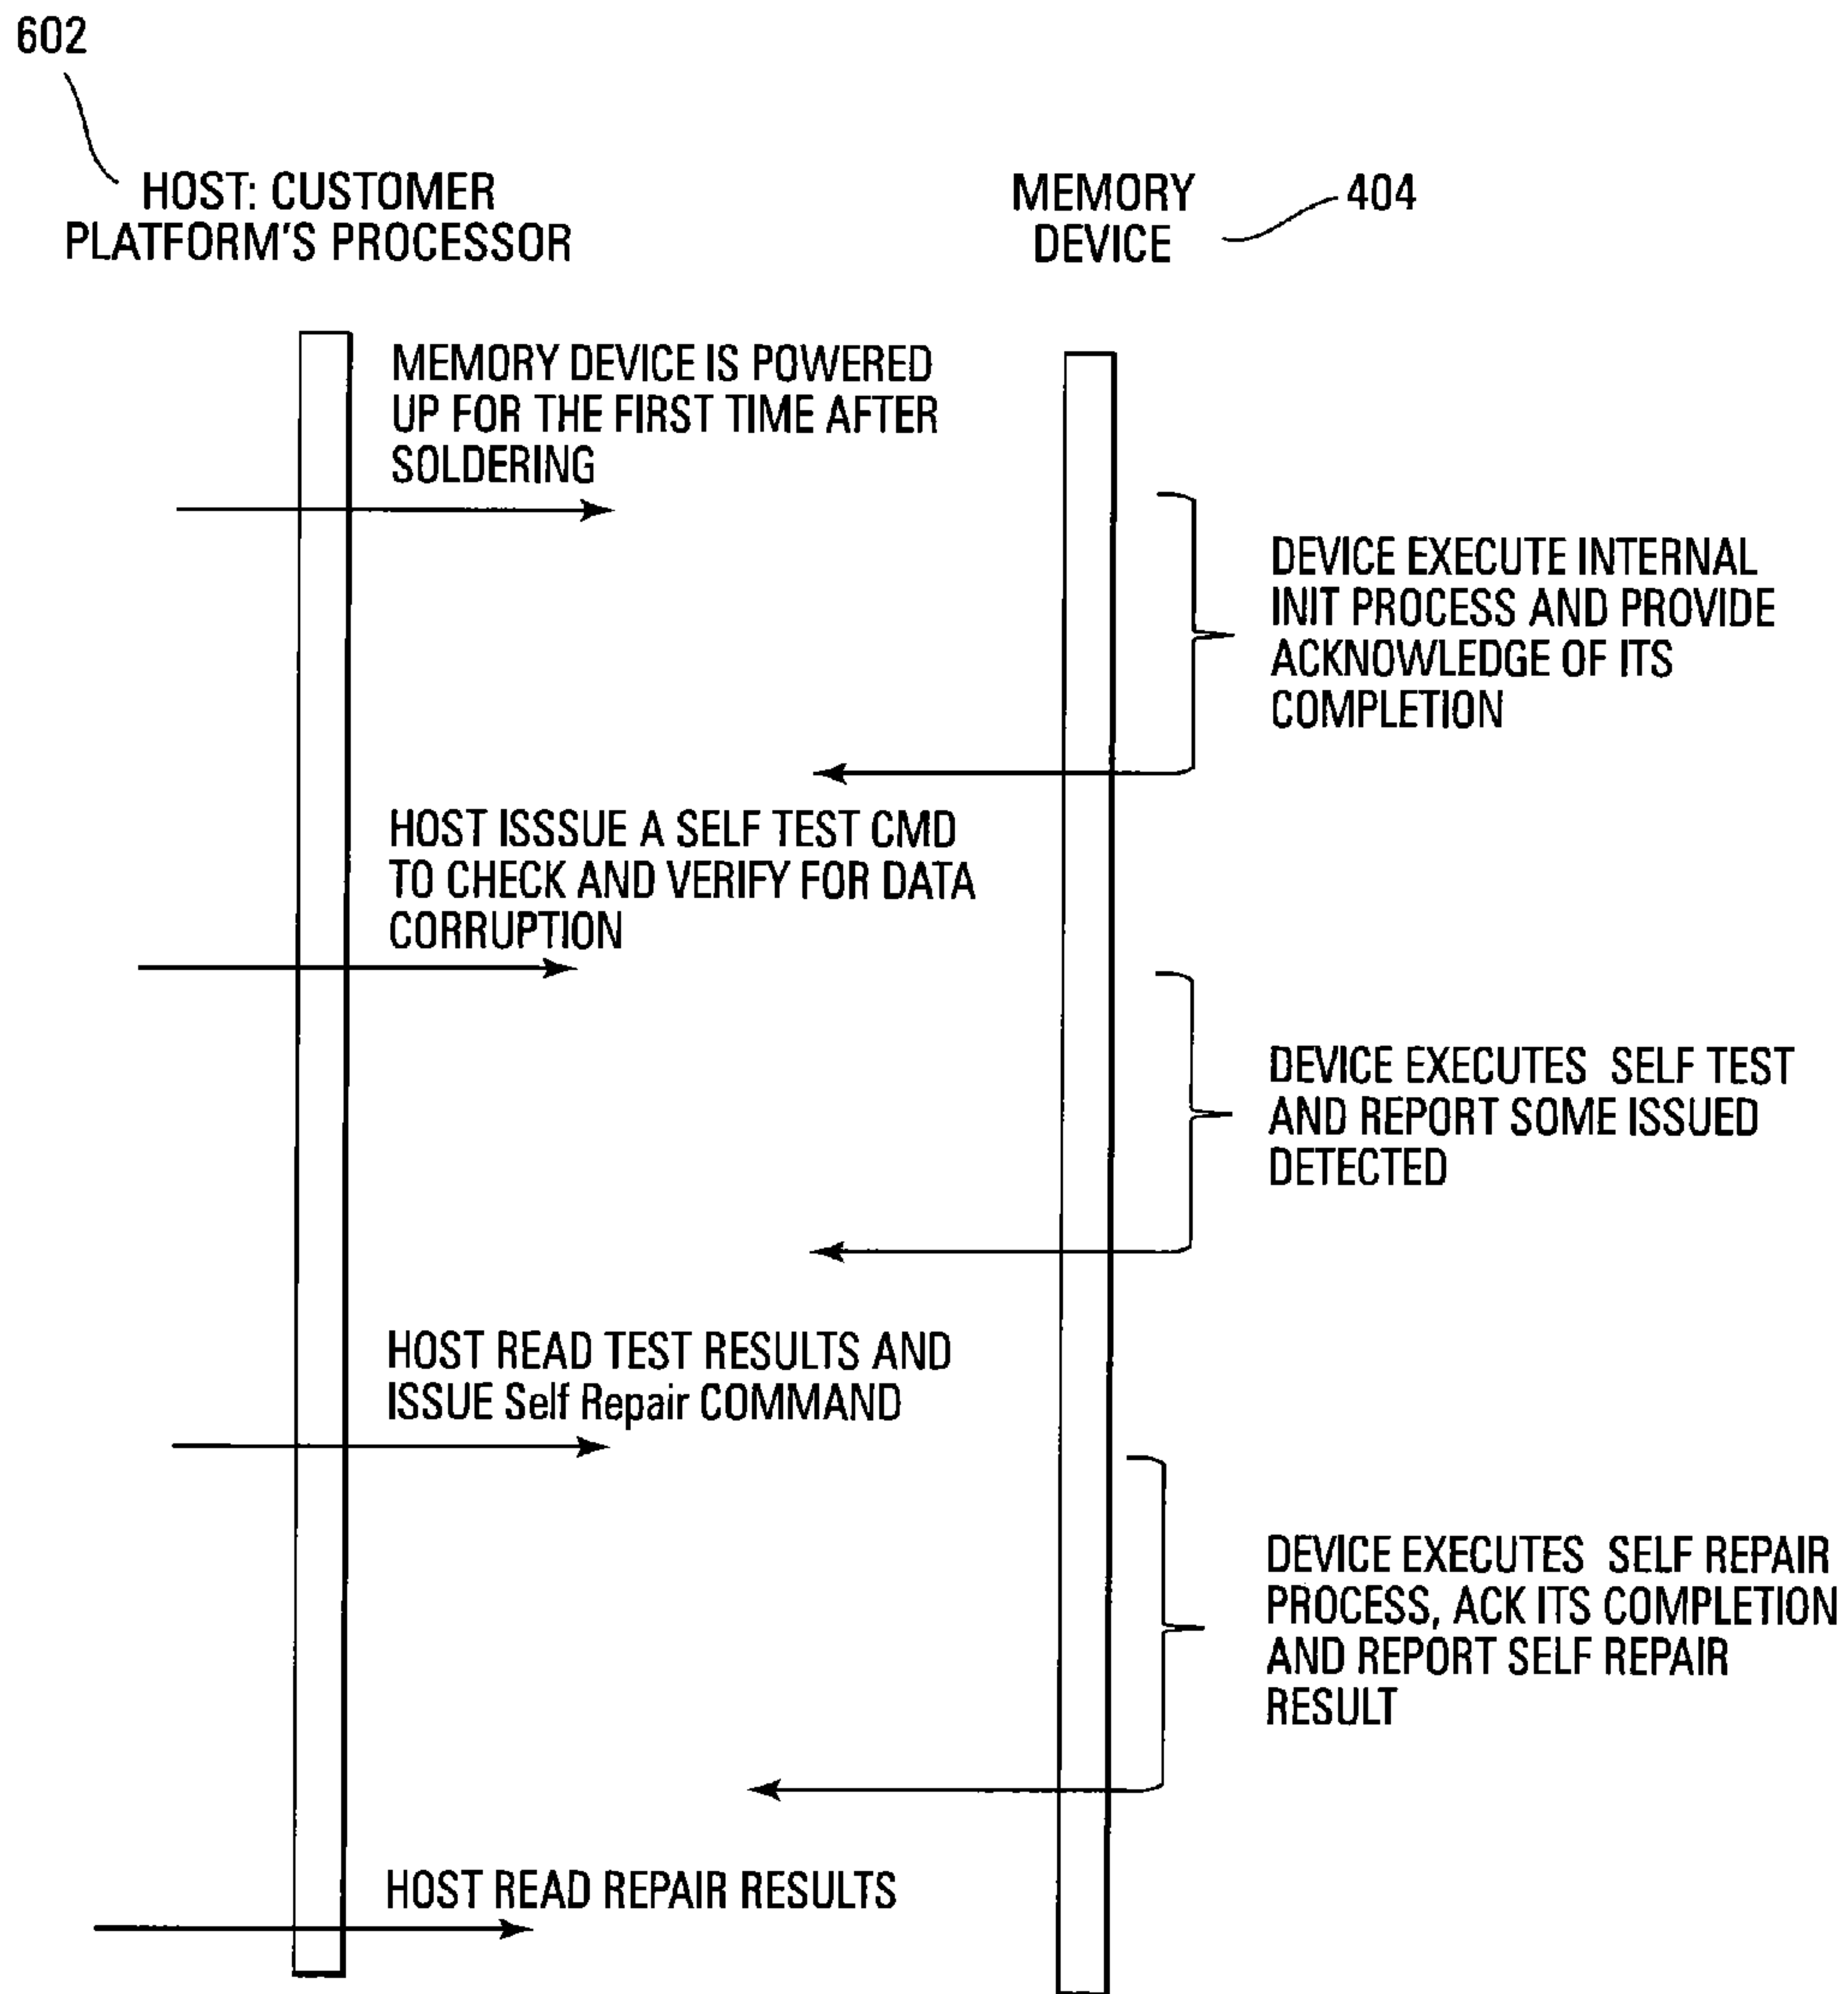 602
HOST: CUSTOMER
PLATFORM'S PROCESSOR
MEMORY
DEVICE
404
MEMORY DEVICE IS POWERED
UP FOR THE FIRST TIME AFTER
SOLDERING
DEVICE EXECUTE INTERNAL
INIT PROCESS AND PROVIDE
ACKNOWLEDGE OF ITS
COMPLETION
HOST ISSSUE A SELF TEST CMD
TO CHECK AND VERIFY FOR DATA
CORRUPTION
DEVICE EXECUTES SELF TEST
AND REPORT SOME ISSUED
DETECTED
HOST READ TEST RESULTS AND
ISSUE Self Repair COMMAND
DEVICE EXECUTES SELF REPAIR
PROCESS, ACK ITS COMPLETION
AND REPORT SELF REPAIR
RESULT
HOST READ REPAIR RESULTS